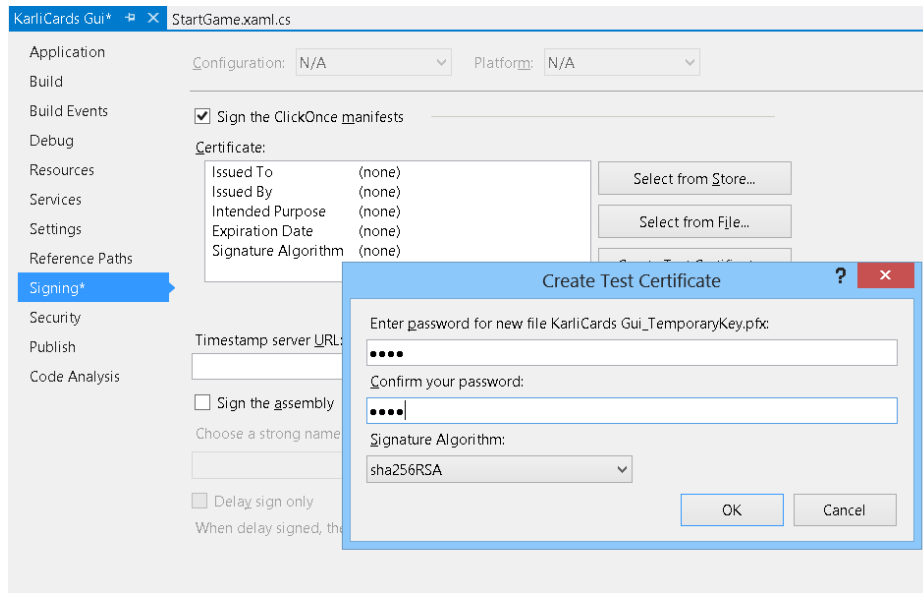 KarliCards Gui* StartGame.xaml.cs
Application
Build
Build Events
Debug
Resources
Services
Settings
Reference Paths
Signing*
Security
Publish
Code Analysis
Configuration: N/A Platform: N/A
Sign the ClickOnce manifests
Certificate:
Issued To (none)
Issued By (none)
Intended Purpose (none)
Expiration Date (none)
Signature Algorithm (none)
Select from Store...
Select from File...
Timestamp server URL:
Sign the assembly
Choose a strong name
Delay sign only
When delay signed, the
Create Test Certificate ?
Enter password for new file KarliCards Gui_TemporaryKey.pfx:
••••
Confirm your password:
••••
Signature Algorithm:
sha256RSA
OK Cancel